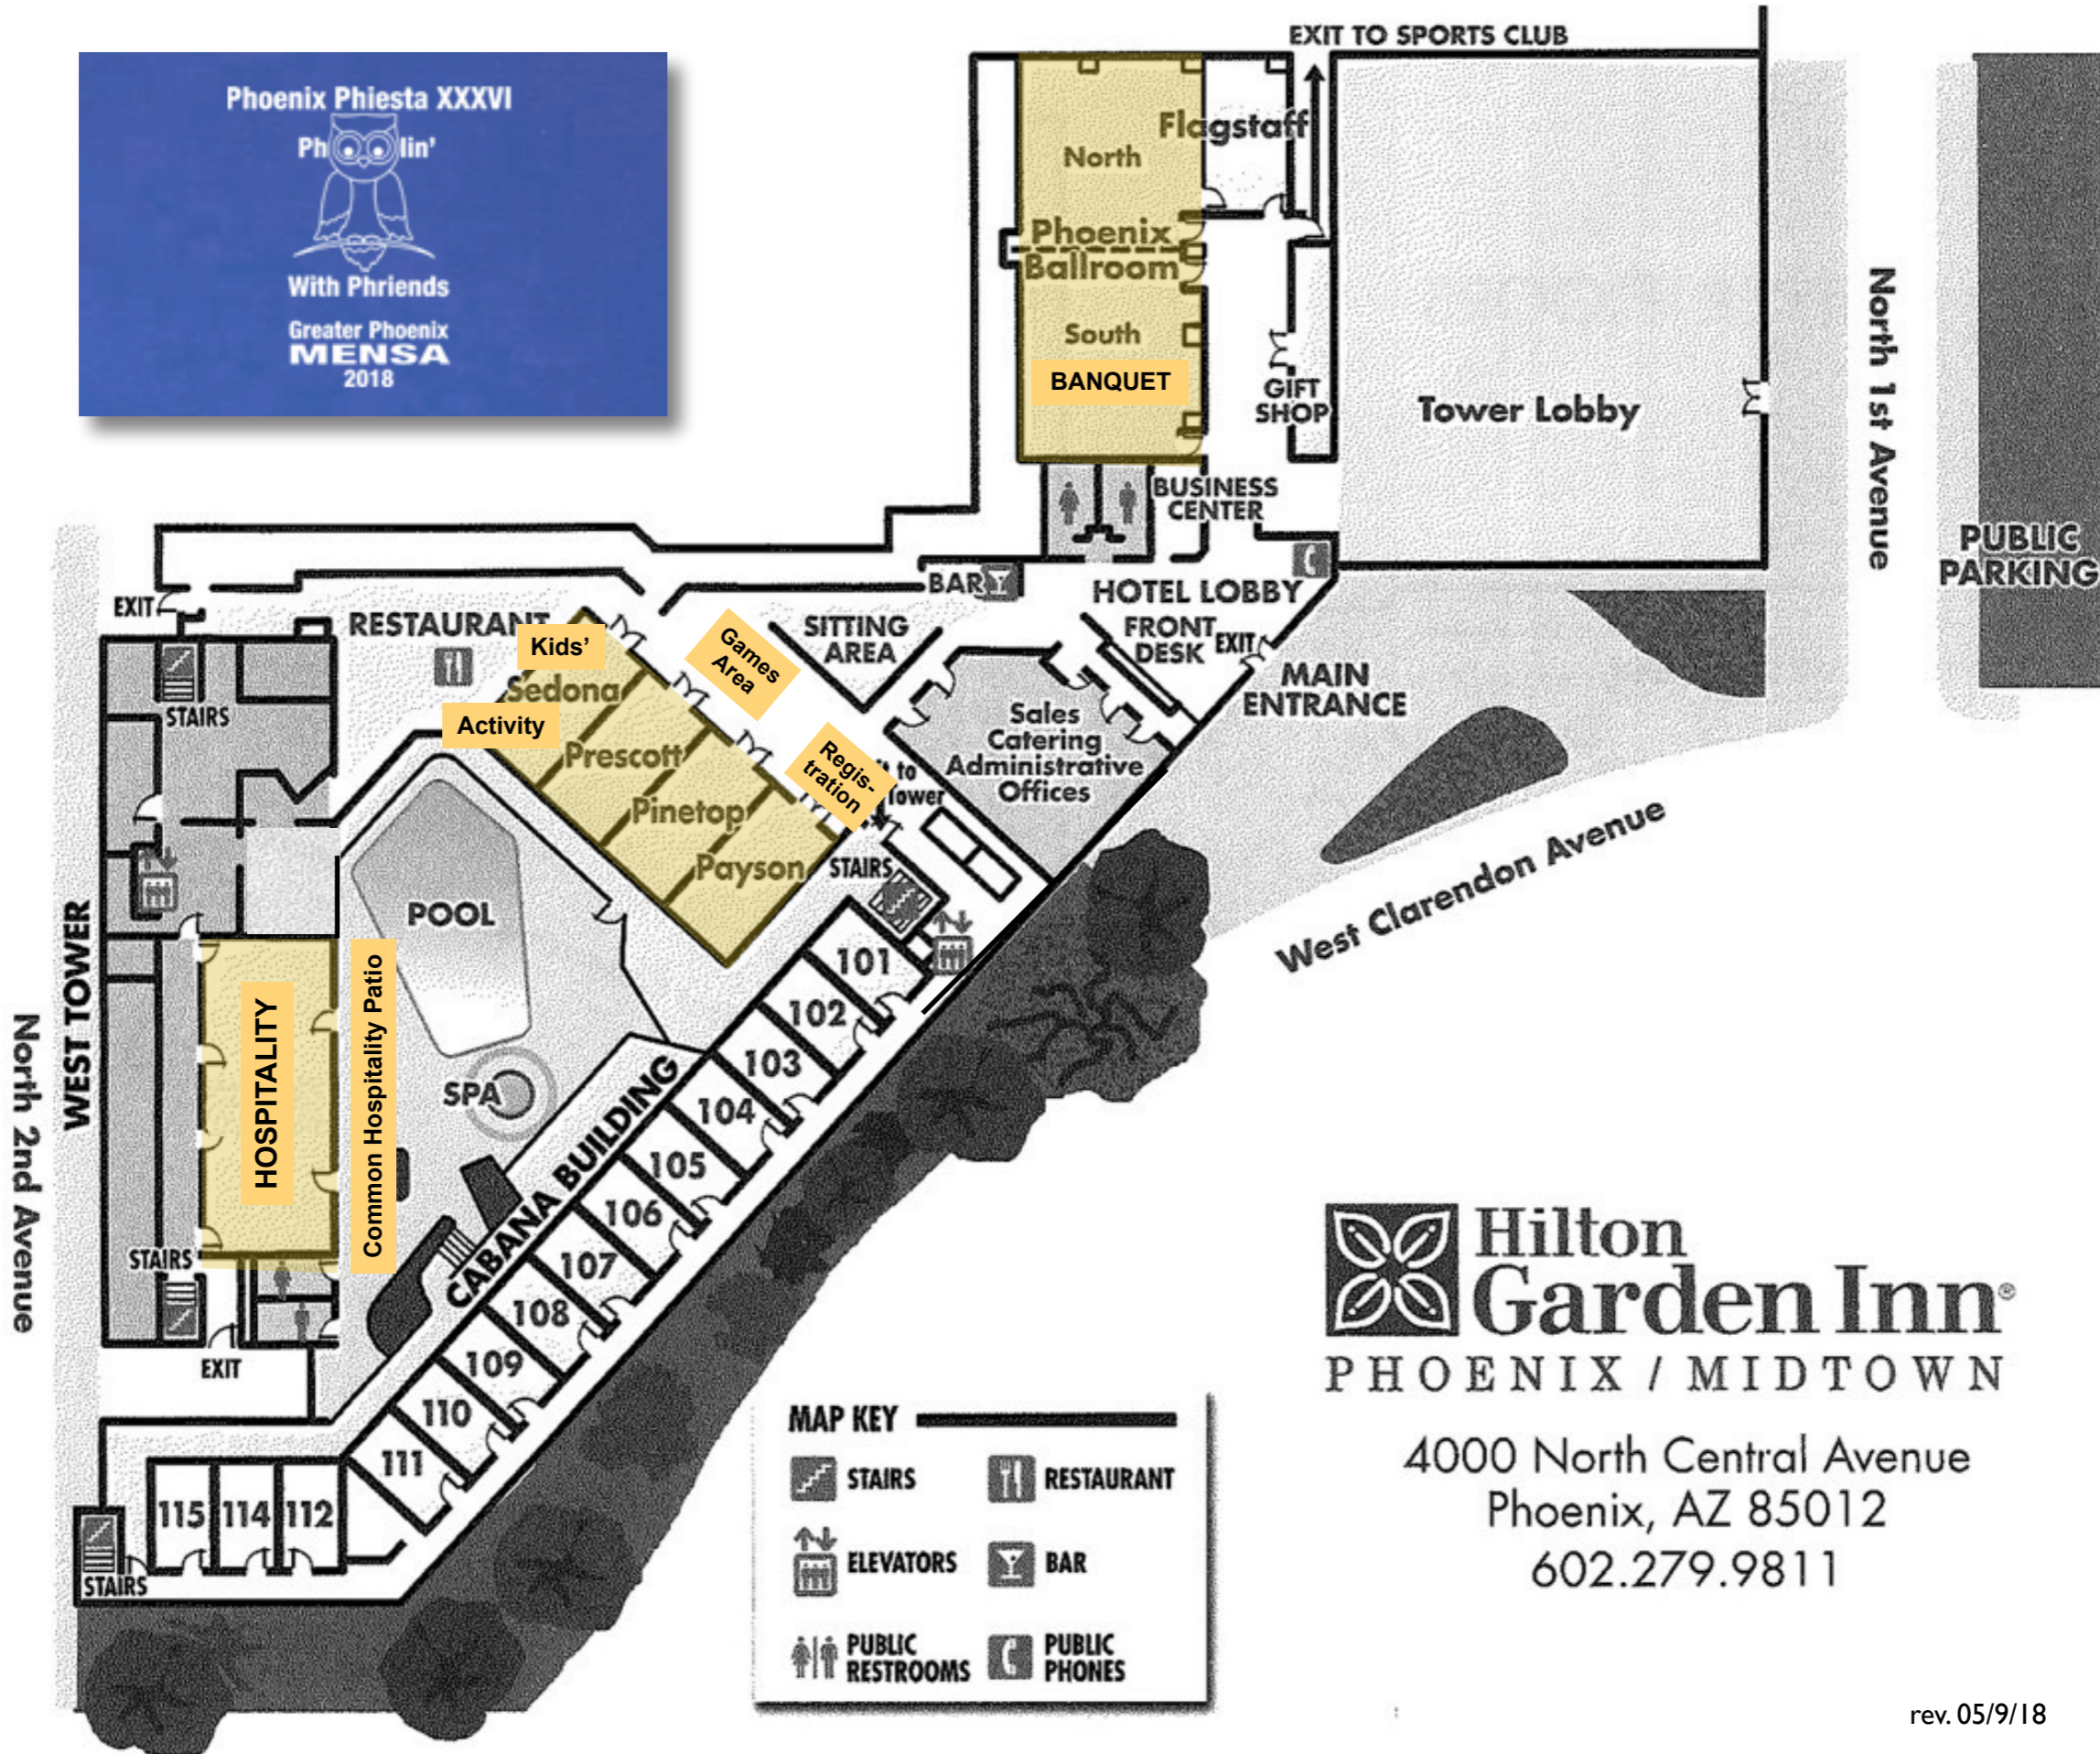 Phoenix Phiesta XXXVI
Ph lin'
With Phriends
Greater Phoenix
MENSA
2018
EXIT TO SPORTS CLUB
Flagstaff
North
Phoenix
Ballroom
South
BANQUET
GIFT
SHOP
Tower Lobby
North 1st Avenue
PUBLIC
PARKING
BUSINESS
CENTER
BAR
HOTEL LOBBY
FRONT
DESK
EXIT
MAIN
ENTRANCE
SITTING
AREA
Games
Area
EXIT
RESTAURANT
Kids'
Sedona
Activity
Prescott
Pinetop
Payson
Regis-
tration
to
Tower
Sales
Catering
Administrative
Offices
West Clarendon Avenue
STAIRS
STAIRS
POOL
SPA
WEST TOWER
North 2nd Avenue
HOSPITALITY
Common Hospitality Patio
STAIRS
EXIT
CABANA BUILDING
101
102
103
104
105
106
107
108
109
110
111
112
114
115
STAIRS
MAP KEY
STAIRS
RESTAURANT
ELEVATORS
BAR
PUBLIC
RESTROOMS
PUBLIC
PHONES
Hilton
Garden Inn®
PHOENIX / MIDTOWN
4000 North Central Avenue
Phoenix, AZ 85012
602.279.9811
rev. 05/9/18